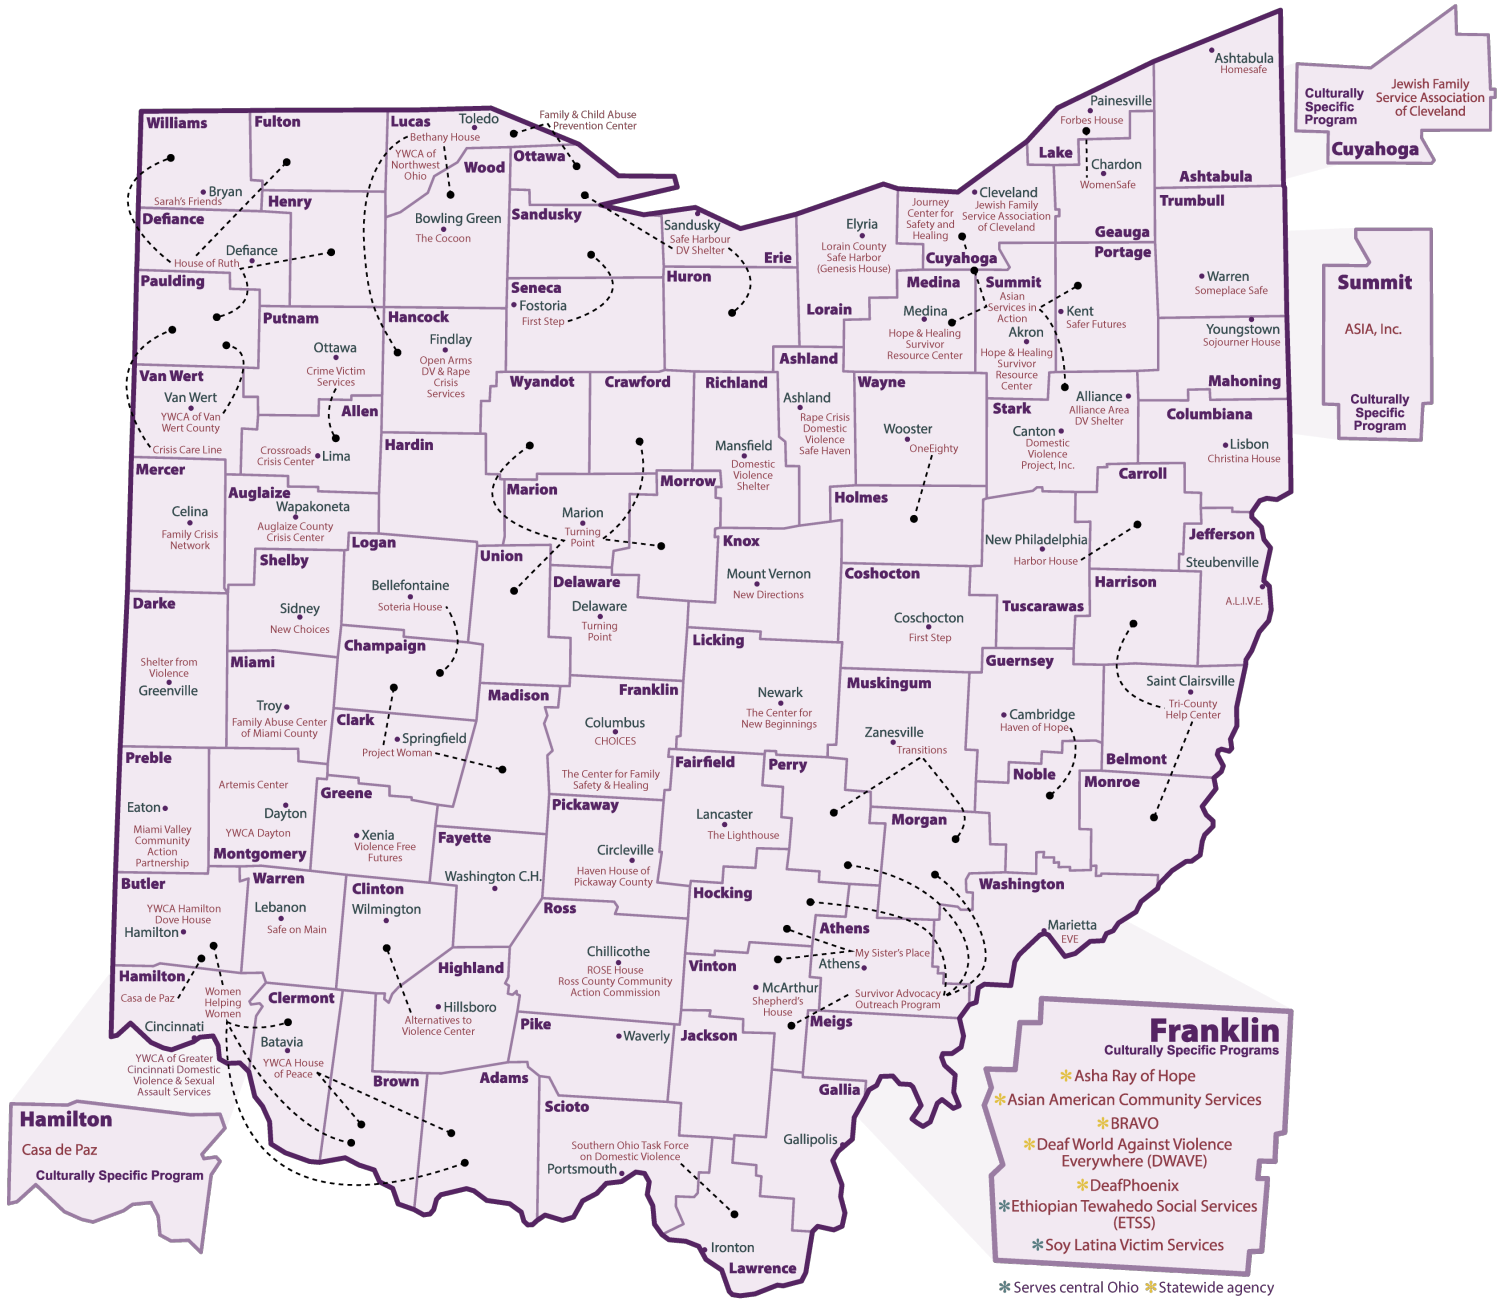 Williams
Bryan
Sarah's Friends
Fulton
Lucas
Toledo
Bethany House
YWCA of
Northwest
Ohio
Family & Child Abuse
Prevention Center
Wood
Bowling Green
The Cocoon
Ottawa
Henry
Defiance
Defiance
House of Ruth
Paulding
Sandusky
Seneca
Fostoria
First Step
Sandusky
Safe Harbour
DV Shelter
Erie
Huron
Elyria
Lorain County
Safe Harbor
(Genesis House)
Lorain
Cleveland
Journey
Center for
Safety and
Healing
Jewish Family
Service Association
of Cleveland
Cuyahoga
Painesville
Forbes House
Lake
Chardon
WomenSafe
Geauga
Ashtabula
Homesafe
Ashtabula
Trumbull
Warren
Someplace Safe
Portage
Kent
Safer Futures
Medina
Medina
Hope & Healing
Survivor
Resource Center
Summit
Asian
Services in
Action
Akron
Hope & Healing
Survivor
Resource
Center
Youngstown
Sojourner House
Mahoning
Putnam
Ottawa
Crime Victim
Services
Hancock
Findlay
Open Arms
DV & Rape
Crisis
Services
Van Wert
Van Wert
YWCA of Van
Wert County
Crisis Care Line
Allen
Crossroads
Crisis Center
Lima
Hardin
Wyandot
Crawford
Richland
Mansfield
Domestic
Violence
Shelter
Ashland
Ashland
Rape Crisis
Domestic
Violence
Safe Haven
Wayne
Wooster
OneEighty
Stark
Alliance
Alliance Area
DV Shelter
Canton
Domestic
Violence
Project, Inc.
Columbiana
Lisbon
Christina House
Mercer
Celina
Family Crisis
Network
Auglaize
Wapakoneta
Auglaize County
Crisis Center
Marion
Marion
Turning
Point
Morrow
Holmes
Carroll
Jefferson
Steubenville
A.L.I.V.E.
New Philadelphia
Harbor House
Tuscarawas
Harrison
Shelby
Sidney
New Choices
Logan
Bellefontaine
Soteria House
Union
Delaware
Delaware
Turning
Point
Knox
Mount Vernon
New Directions
Coshocton
Coschocton
First Step
Darke
Shelter from
Violence
Greenville
Miami
Troy
Family Abuse Center
of Miami County
Champaign
Clark
Springfield
Project Woman
Madison
Franklin
Columbus
CHOICES
The Center for Family
Safety & Healing
Licking
Newark
The Center for
New Beginnings
Muskingum
Zanesville
Transitions
Guernsey
Cambridge
Haven of Hope
Saint Clairsville
Tri-County
Help Center
Belmont
Preble
Eaton
Miami Valley
Community
Action
Partnership
Artemis Center
Dayton
YWCA Dayton
Montgomery
Greene
Xenia
Violence Free
Futures
Fayette
Washington C.H.
Pickaway
Circleville
Haven House of
Pickaway County
Fairfield
Lancaster
The Lighthouse
Perry
Morgan
Noble
Monroe
Butler
YWCA Hamilton
Dove House
Hamilton
Warren
Lebanon
Safe on Main
Clinton
Wilmington
Ross
Chillicothe
ROSE House
Ross County Community
Action Commission
Hocking
Athens
My Sister's Place
Athens
Survivor Advocacy
Outreach Program
Washington
Marietta
EVE
Vinton
McArthur
Shepherd's
House
Meigs
Hamilton
Casa de Paz
Women
Helping
Women
Cincinnati
YWCA of Greater
Cincinnati Domestic
Violence & Sexual
Assault Services
Clermont
Batavia
YWCA House
of Peace
Highland
Hillsboro
Alternatives to
Violence Center
Pike
Waverly
Jackson
Gallia
Gallipolis
Brown
Adams
Scioto
Southern Ohio Task Force
on Domestic Violence
Portsmouth
Ironton
Lawrence
Culturally
Specific
Program
Jewish Family
Service Association
of Cleveland
Cuyahoga
Summit
ASIA, Inc.
Culturally
Specific
Program
Hamilton
Casa de Paz
Culturally Specific Program
Franklin
Culturally Specific Programs
*Asha Ray of Hope
*Asian American Community Services
*BRAVO
*Deaf World Against Violence
Everywhere (DWAVE)
*DeafPhoenix
*Ethiopian Tewahedo Social Services
(ETSS)
*Soy Latina Victim Services
*Serves central Ohio *Statewide agency